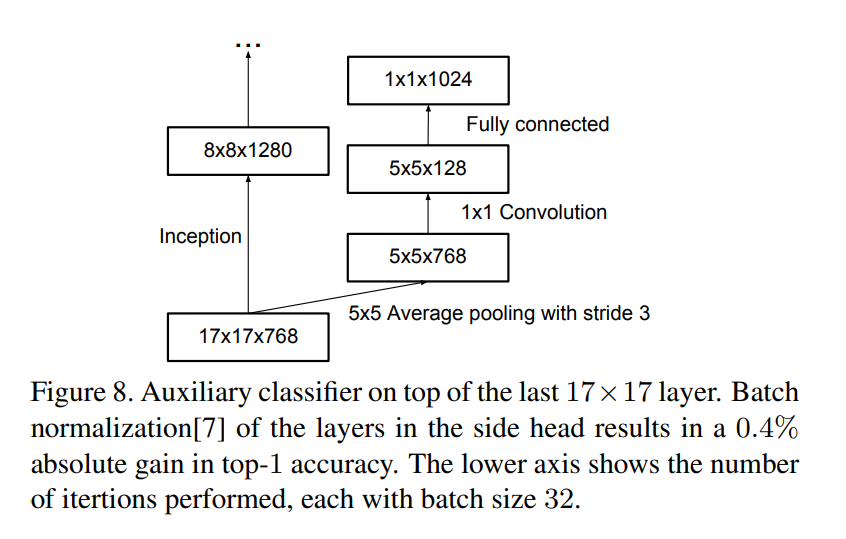 ...
1x1x1024
Fully connected
8x8x1280
5x5x128
1x1 Convolution
Inception
5x5x768
5x5 Average pooling with stride 3
17x17x768
Figure 8. Auxiliary classifier on top of the last 17×17 layer. Batch
normalization[7] of the layers in the side head results in a 0.4%
absolute gain in top-1 accuracy. The lower axis shows the number
of itertions performed, each with batch size 32.